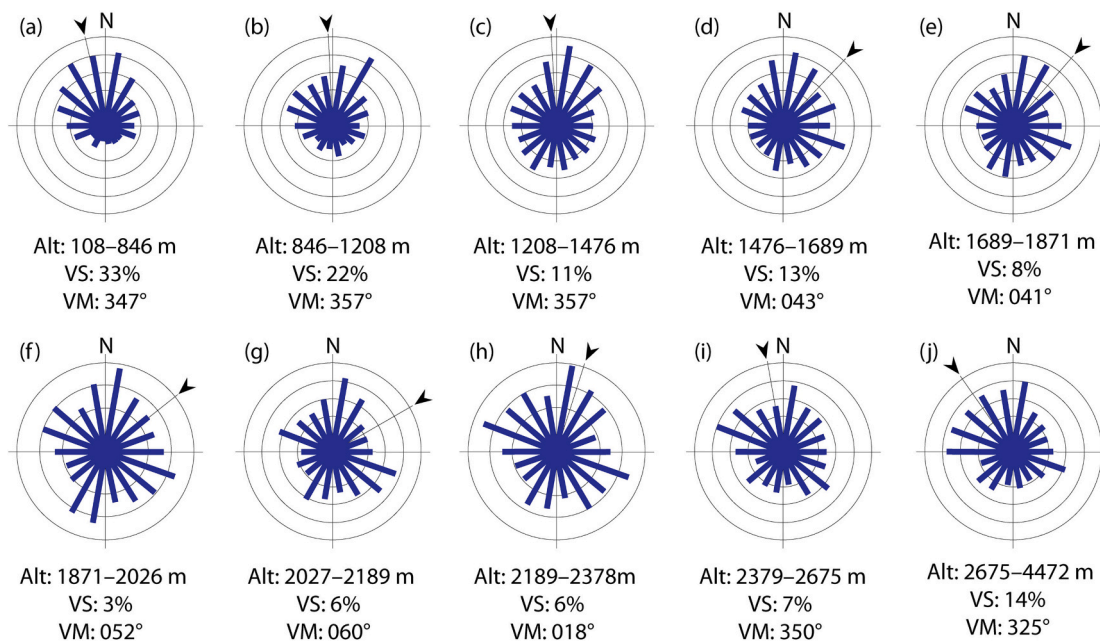 (a)
N
(b)
(c)
(d)
N
(e)
N
Alt: 108–846 m
VS: 33%
VM: 347°
Alt: 846–1208 m
VS: 22%
VM: 357°
Alt: 1208–1476 m
VS: 11%
VM: 357°
Alt: 1476–1689 m
VS: 13%
VM: 043°
Alt: 1689–1871 m
VS: 8%
VM: 041°
(f)
N
(g)
N
(h)
N
(i)
N
(j)
N
Alt: 1871–2026 m
VS: 3%
VM: 052°
Alt: 2027–2189 m
VS: 6%
VM: 060°
Alt: 2189–2378m
VS: 6%
VM: 018°
Alt: 2379–2675 m
VS: 7%
VM: 350°
Alt: 2675–4472 m
VS: 14%
VM: 325°